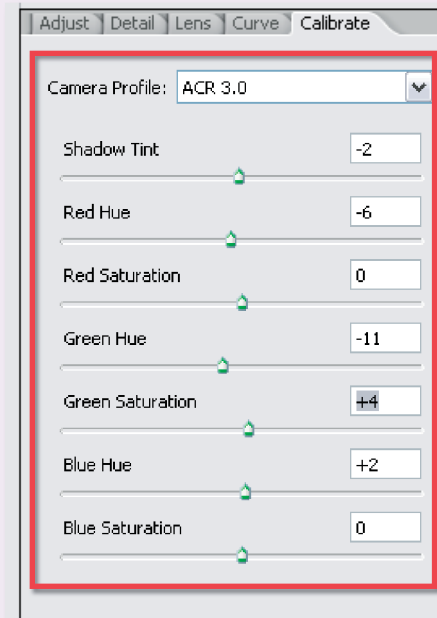 Adjust Detail Lens Curve Calibrate
Camera Profile: ACR 3.0
Shadow Tint -2
Red Hue -6
Red Saturation 0
Green Hue -11
Green Saturation +4
Blue Hue +2
Blue Saturation 0